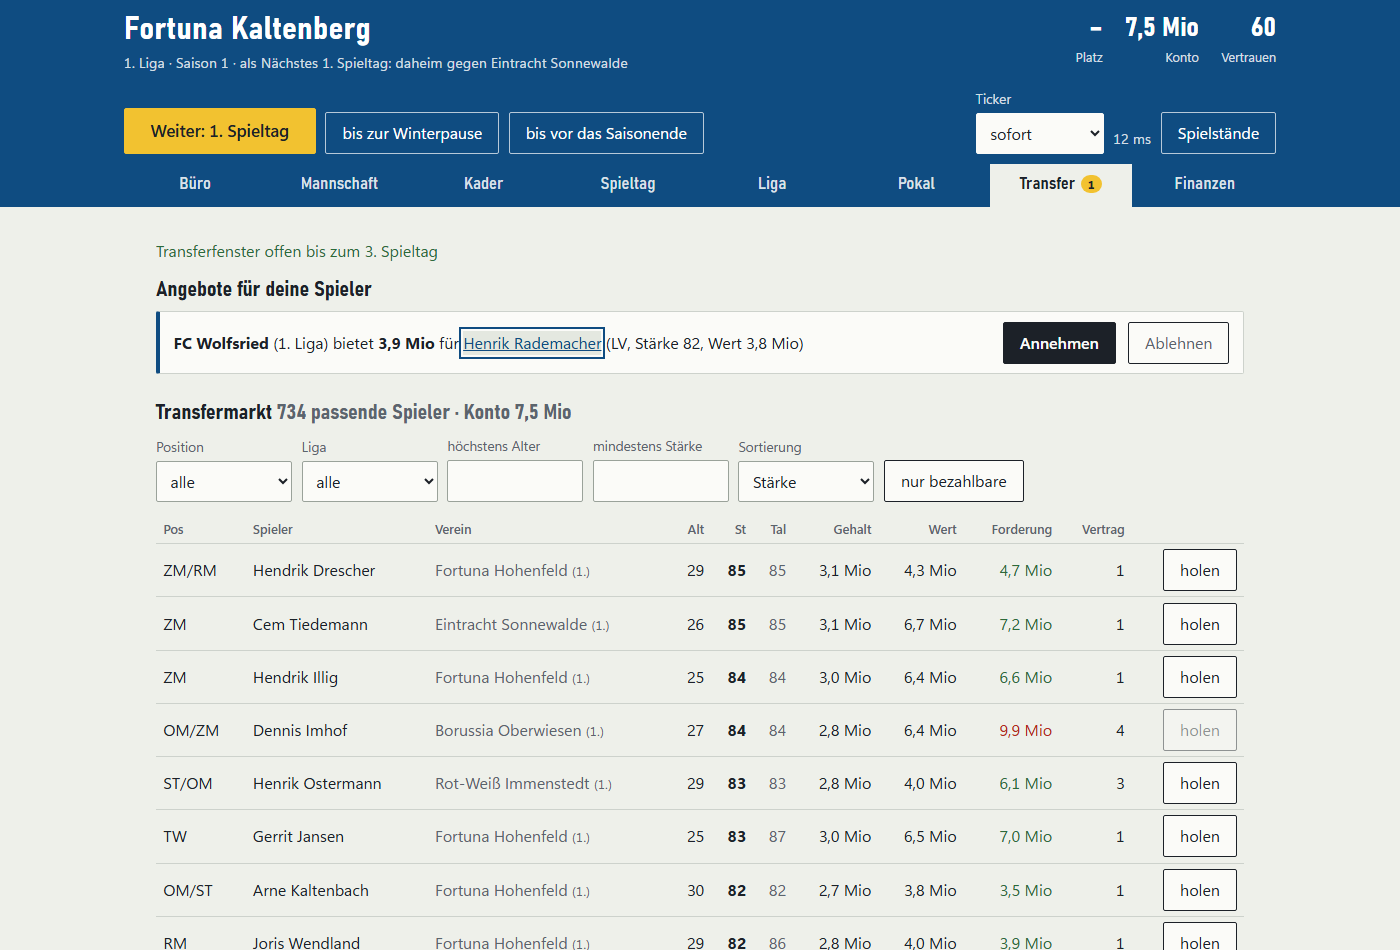 Fortuna Kaltenberg
1. Liga · Saison 1 · als Nächstes 1. Spieltag: daheim gegen Eintracht Sonnewalde
– 7,5 Mio 60
Platz Konto Vertrauen
Weiter: 1. Spieltag bis zur Winterpause bis vor das Saisonende
Ticker
sofort 12 ms Spielstände
Büro Mannschaft Kader Spieltag Liga Pokal Transfer 1 Finanzen
Transferfenster offen bis zum 3. Spieltag
Angebote für deine Spieler
FC Wolfsried (1. Liga) bietet 3,9 Mio für Henrik Rademacher (LV, Stärke 82, Wert 3,8 Mio) Annehmen Ablehnen
Transfermarkt 734 passende Spieler · Konto 7,5 Mio
Position Liga höchstens Alter mindestens Stärke Sortierung
alle alle Stärke nur bezahlbare
Pos Spieler Verein Alt St Tal Gehalt Wert Forderung Vertrag
ZM/RM Hendrik Drescher Fortuna Hohenfeld (1.) 29 85 85 3,1 Mio 4,3 Mio 4,7 Mio 1 holen
ZM Cem Tiedemann Eintracht Sonnewalde (1.) 26 85 85 3,1 Mio 6,7 Mio 7,2 Mio 1 holen
ZM Hendrik Illig Fortuna Hohenfeld (1.) 25 84 84 3,0 Mio 6,4 Mio 6,6 Mio 1 holen
OM/ZM Dennis Imhof Borussia Oberwiesen (1.) 27 84 84 2,8 Mio 6,4 Mio 9,9 Mio 4 holen
ST/OM Henrik Ostermann Rot-Weiß Immenstedt (1.) 29 83 83 2,8 Mio 4,0 Mio 6,1 Mio 3 holen
TW Gerrit Jansen Fortuna Hohenfeld (1.) 25 83 87 3,0 Mio 6,5 Mio 7,0 Mio 1 holen
OM/ST Arne Kaltenbach Fortuna Hohenfeld (1.) 30 82 82 2,7 Mio 3,8 Mio 3,5 Mio 1 holen
RM Joris Wendland Fortuna Hohenfeld (1.) 29 82 86 2,8 Mio 4,0 Mio 3,9 Mio 1 holen